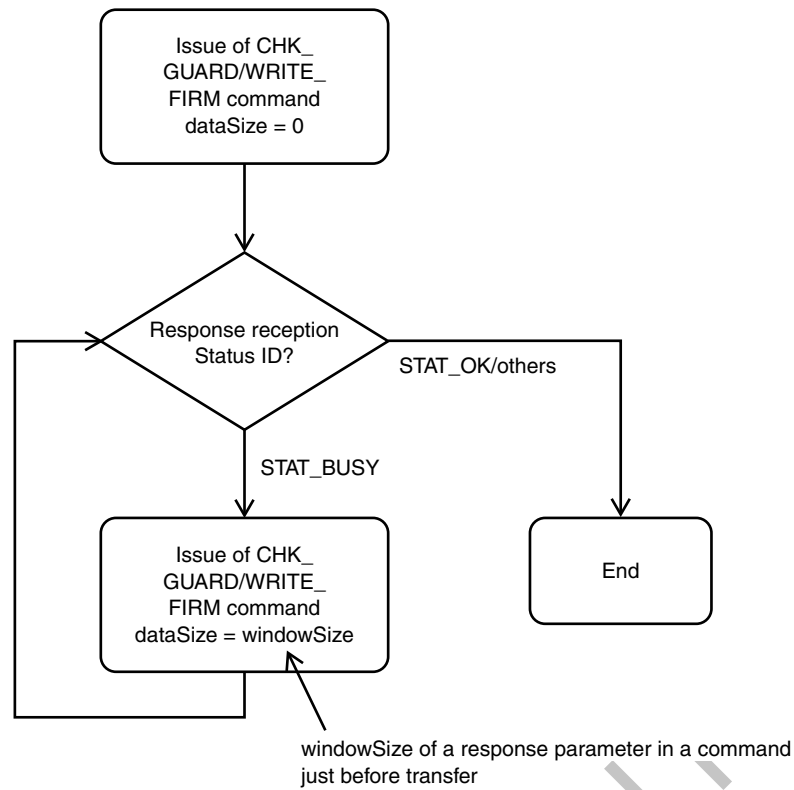 Issue of CHK_
GUARD/WRITE_
FIRM command
dataSize = 0
Response reception
Status ID?
STAT_OK/others
STAT_BUSY
Issue of CHK_
GUARD/WRITE_
FIRM command
dataSize = windowSize
End
windowSize of a response parameter in a command
just before transfer